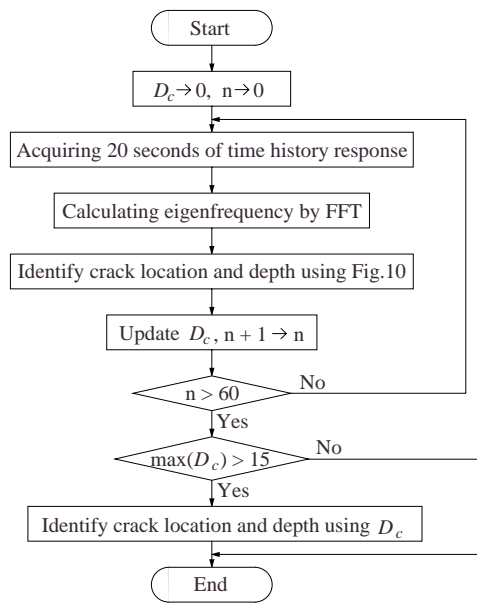 Start
D_c → 0, n → 0
Acquiring 20 seconds of time history response
Calculating eigenfrequency by FFT
Identify crack location and depth using Fig.10
Update D_c, n + 1 → n
n > 60
No
Yes
max(D_c) > 15
No
Yes
Identify crack location and depth using D_c
End